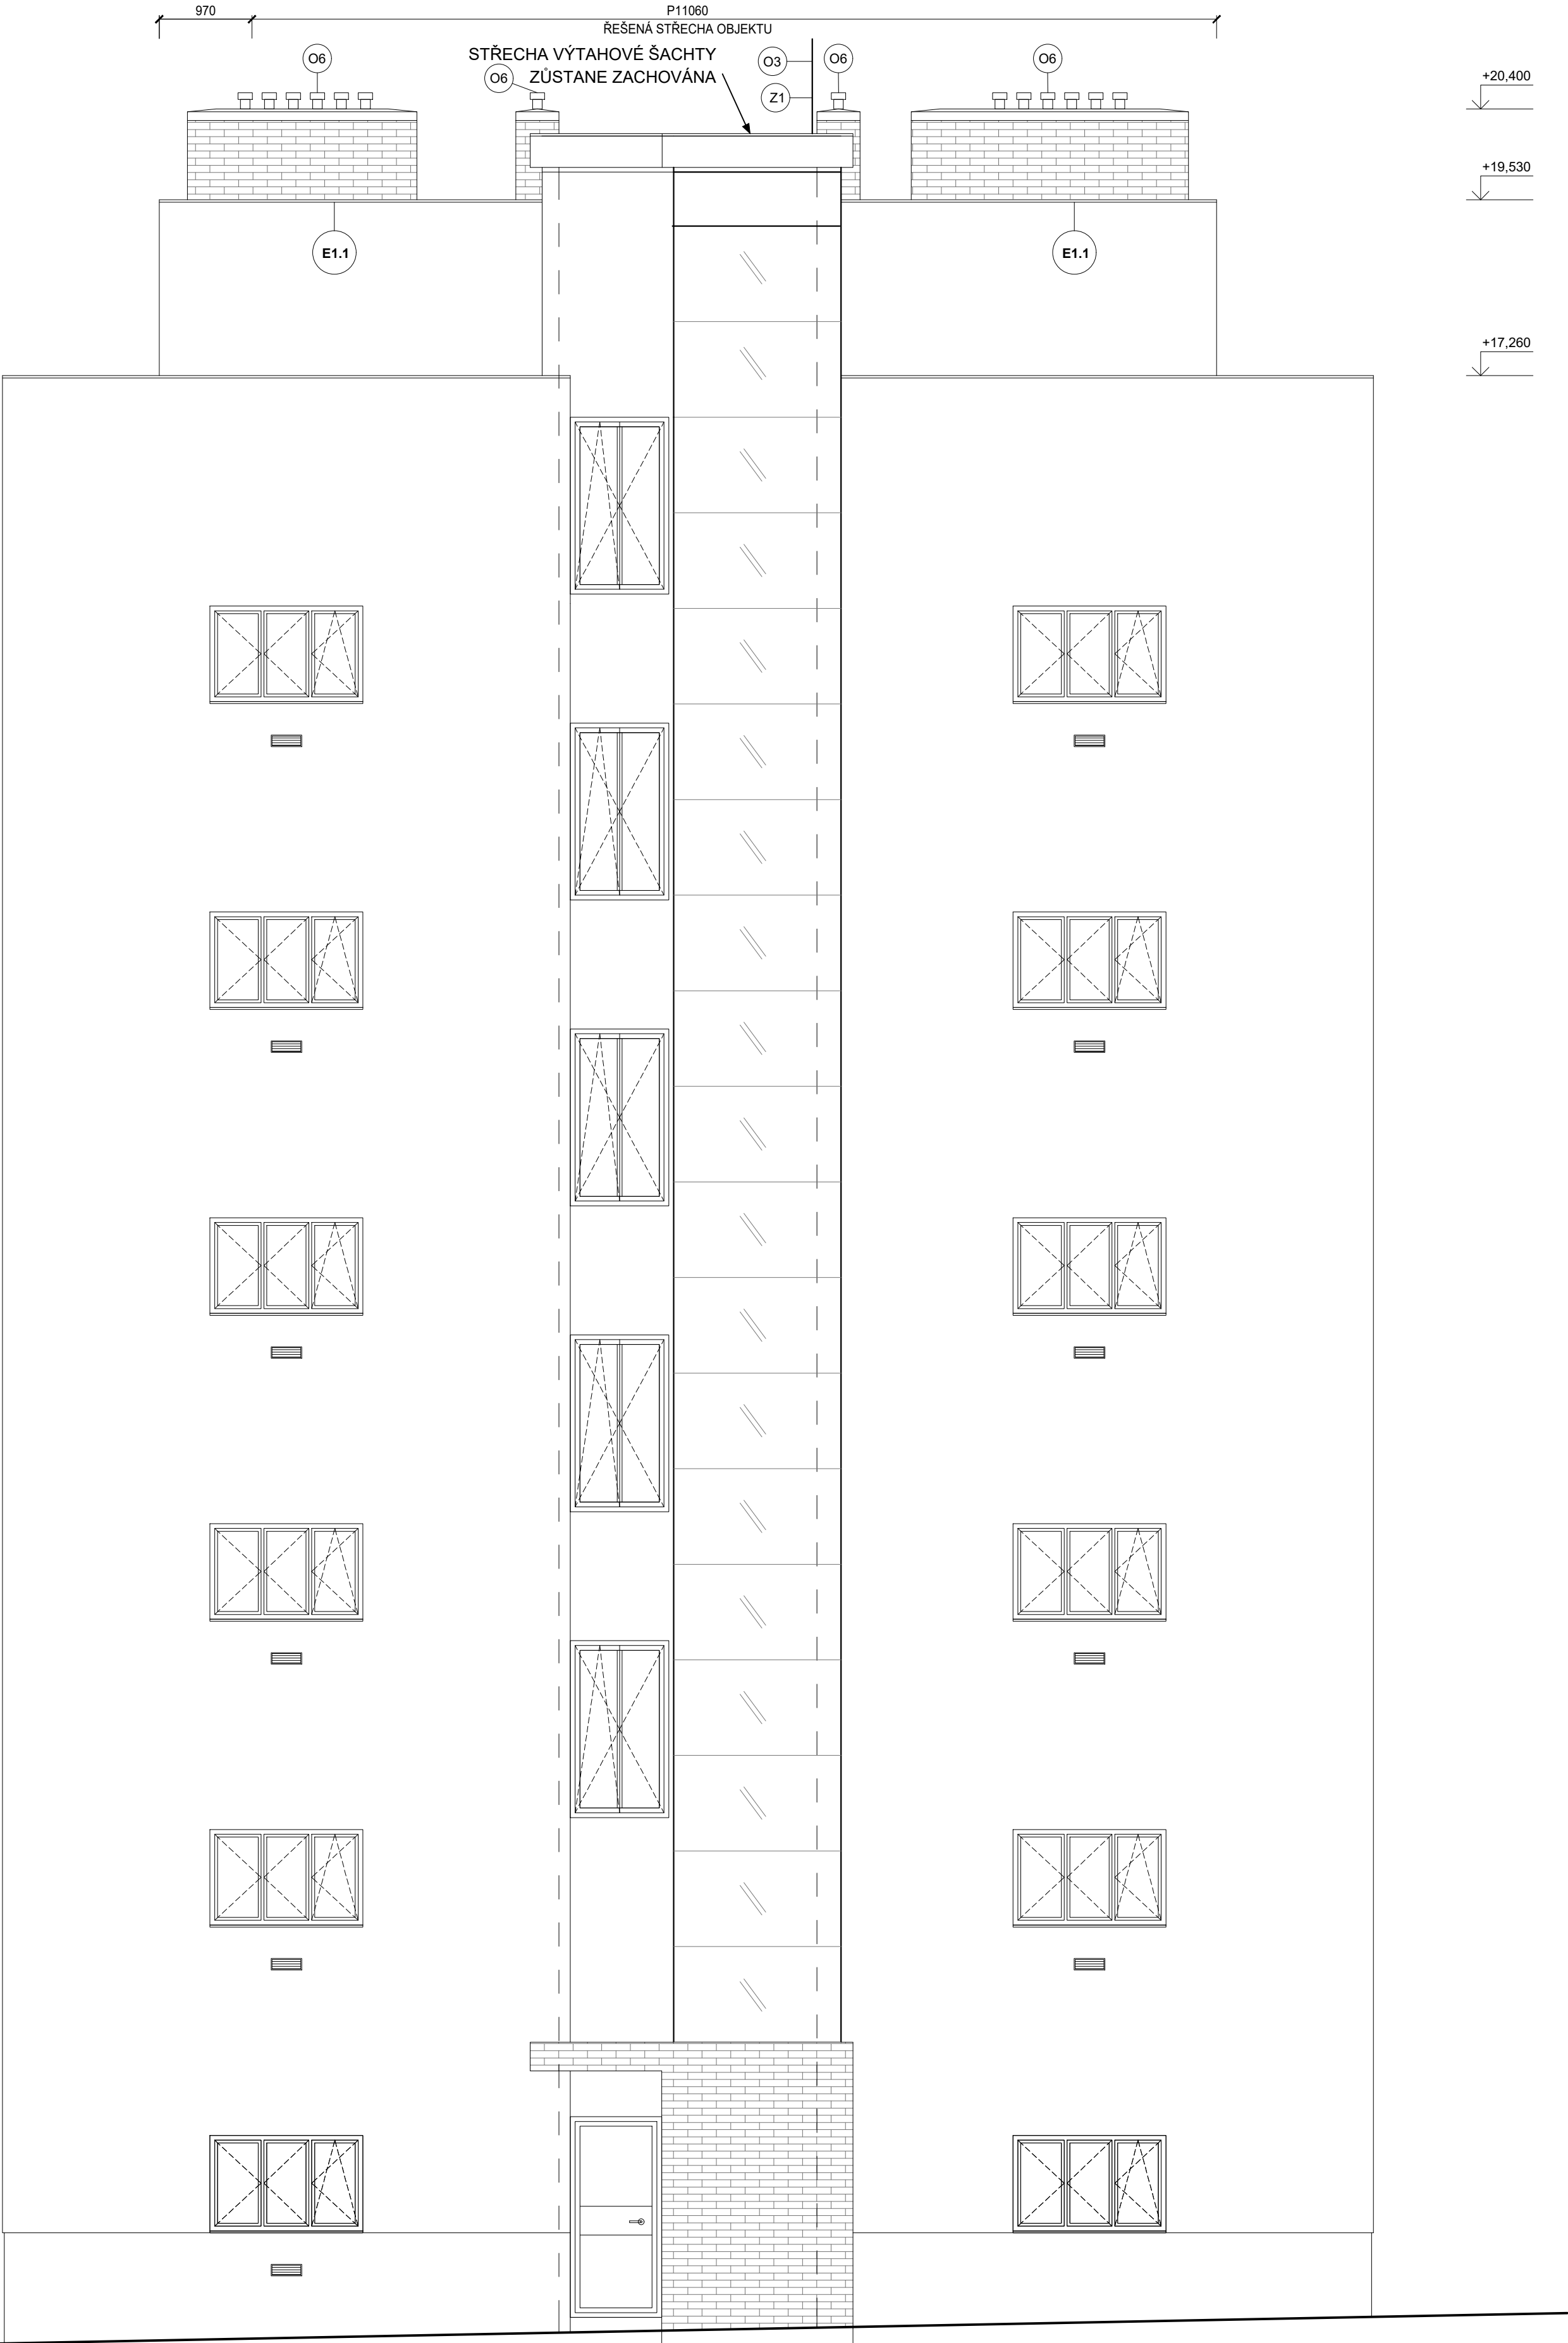 970
P11060
ŘEŠENÁ STŘECHA OBJEKTU
STŘECHA VÝTAHOVÉ ŠACHTY
ZŮSTANE ZACHOVÁNA
O6
O6
O3
Z1
O6
O6
+20,400
+19,530
E1.1
E1.1
+17,260